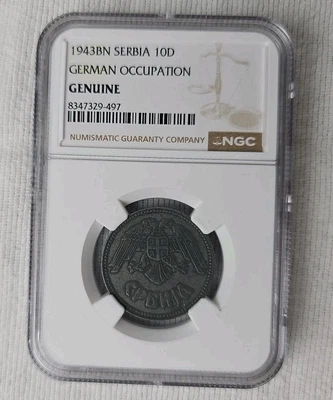 1943BN SERBIA 10D
GERMAN OCCUPATION
GENUINE
8347329-497
NUMISMATIC GUARANTY COMPANY NGC
СРБИЈА